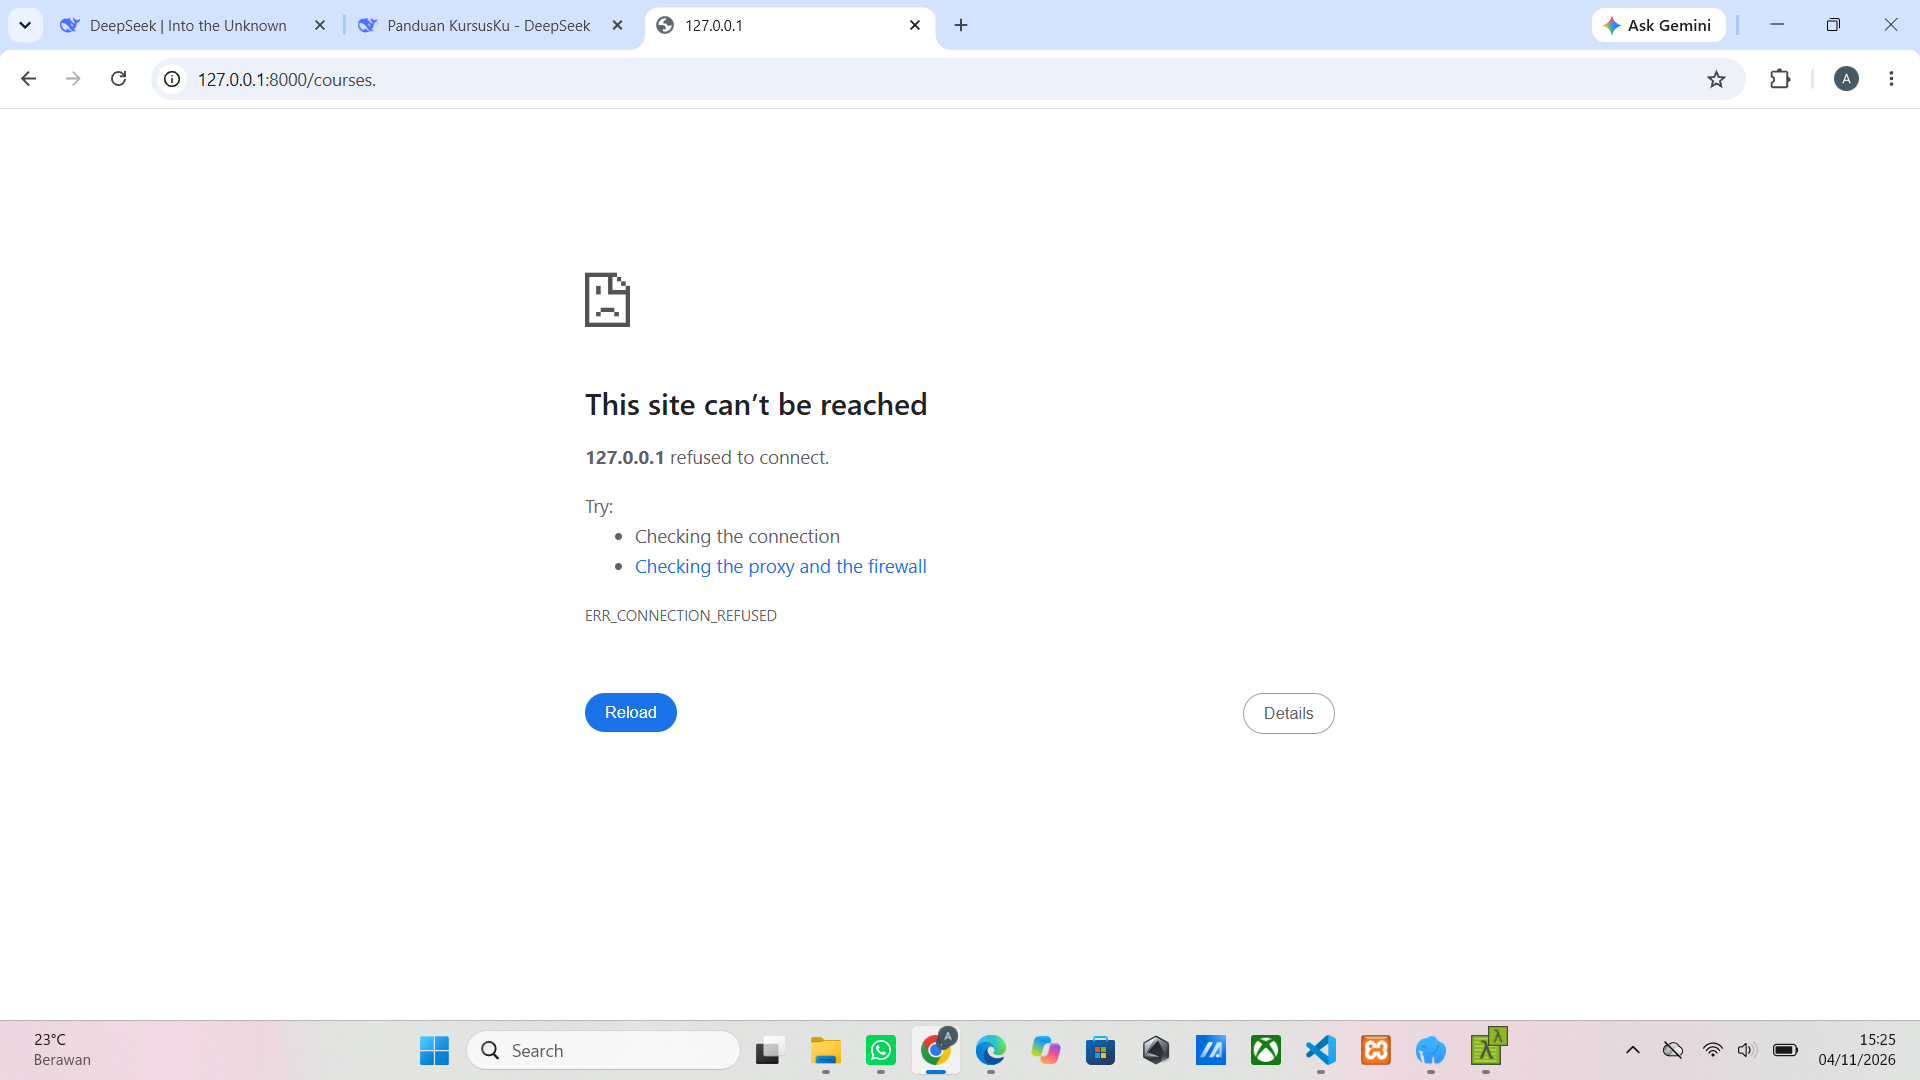 DeepSeek | Into the Unknown
Panduan KursusKu - DeepSeek
127.0.0.1
Ask Gemini
127.0.0.1:8000/courses.
A
This site can’t be reached
127.0.0.1 refused to connect.
Try:
Checking the connection
Checking the proxy and the firewall
ERR_CONNECTION_REFUSED
Reload
Details
23°C
Berawan
Search
A
λ
λ
15:25
04/11/2026